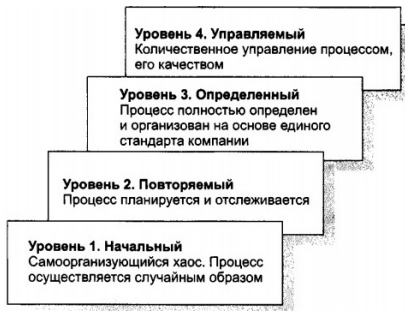 Уровень 4. Управляемый
Количественное управление процессом,
его качеством
Уровень 3. Определенный
Процесс полностью определен
и организован на основе единого
стандарта компании
Уровень 2. Повторяемый
Процесс планируется и отслеживается
Уровень 1. Начальный
Самоорганизующийся хаос. Процесс
осуществляется случайным образом